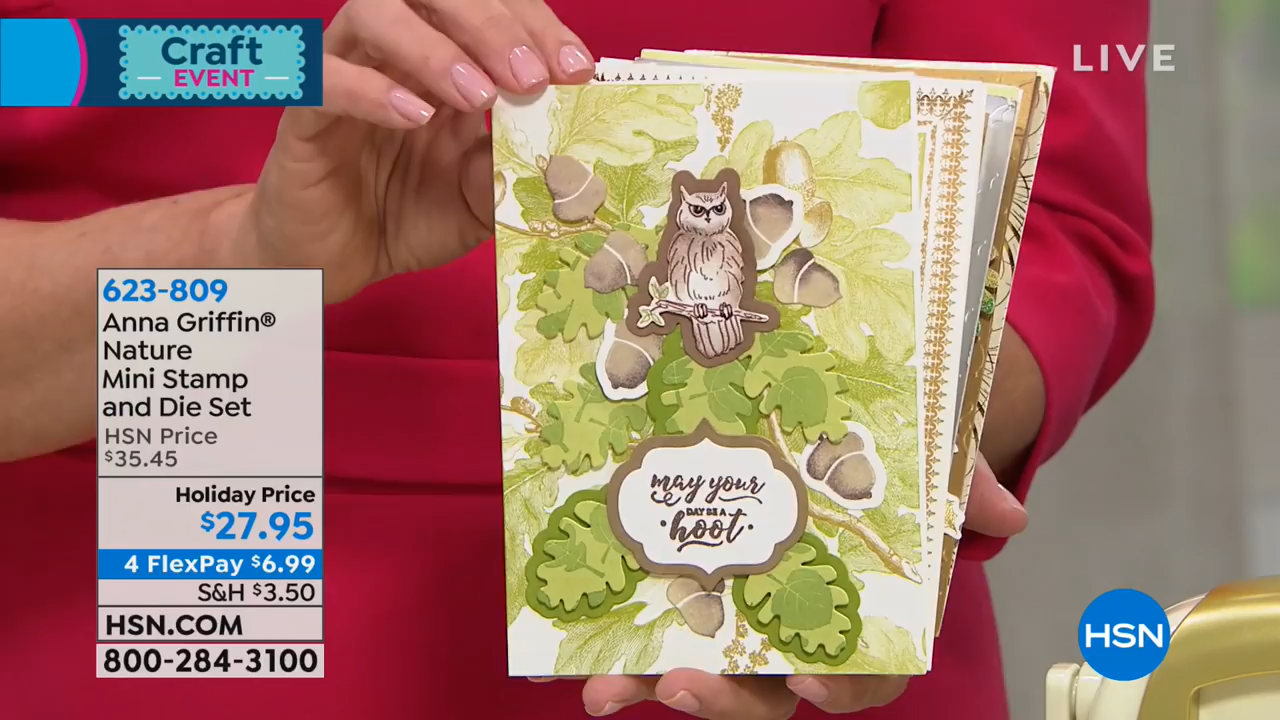 Craft
EVENT
LIVE
623-809
Anna Griffin®
Nature
Mini Stamp
and Die Set
HSN Price
$35.45
Holiday Price
$27.95
4 FlexPay $6.99
S&H $3.50
HSN.COM
800-284-3100
may your
DAY BE A
hoot
HSN